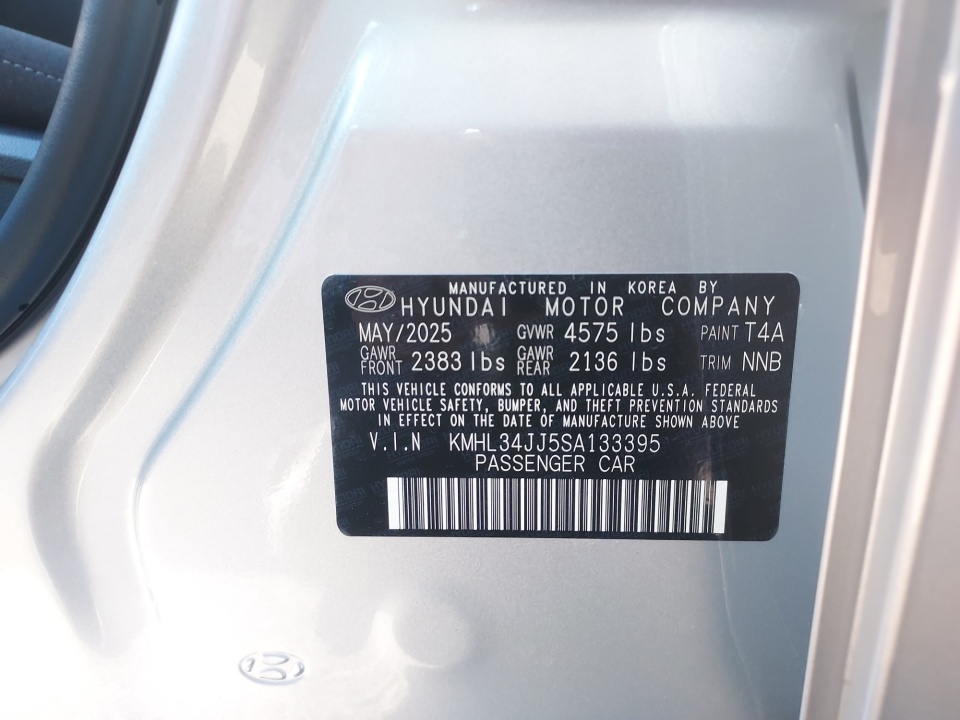 MANUFACTURED IN KOREA BY
HYUNDAI MOTOR COMPANY
MAY/2025 GVWR 4575 lbs PAINT T4A
GAWR FRONT 2383 lbs GAWR REAR 2136 lbs TRIM NNB
THIS VEHICLE CONFORMS TO ALL APPLICABLE U.S.A. FEDERAL
MOTOR VEHICLE SAFETY, BUMPER, AND THEFT PREVENTION STANDARDS
IN EFFECT ON THE DATE OF MANUFACTURE SHOWN ABOVE
V.I.N KMHL34JJ5SA133395
PASSENGER CAR